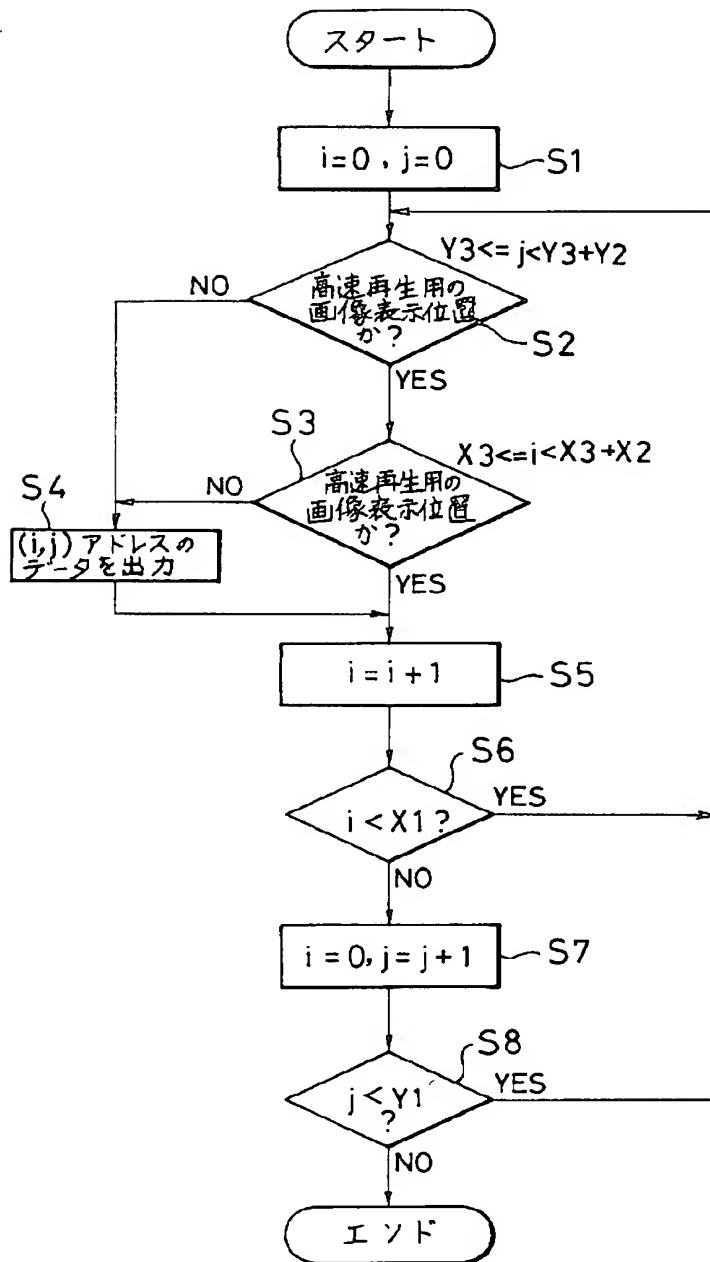 スタート
i=0, j=0
S1
Y3<=j<Y3+Y2
NO
高速再生用の
画像表示位置
か?
S2
YES
S3
X3<=i<X3+X2
NO
高速再生用の
画像表示位置
か?
S4
(i,j)アドレスの
データを出力
YES
i=i+1
S5
S6
i<X1?
YES
NO
i=0, j=j+1
S7
S8
j<Y1
?
YES
NO
エンド